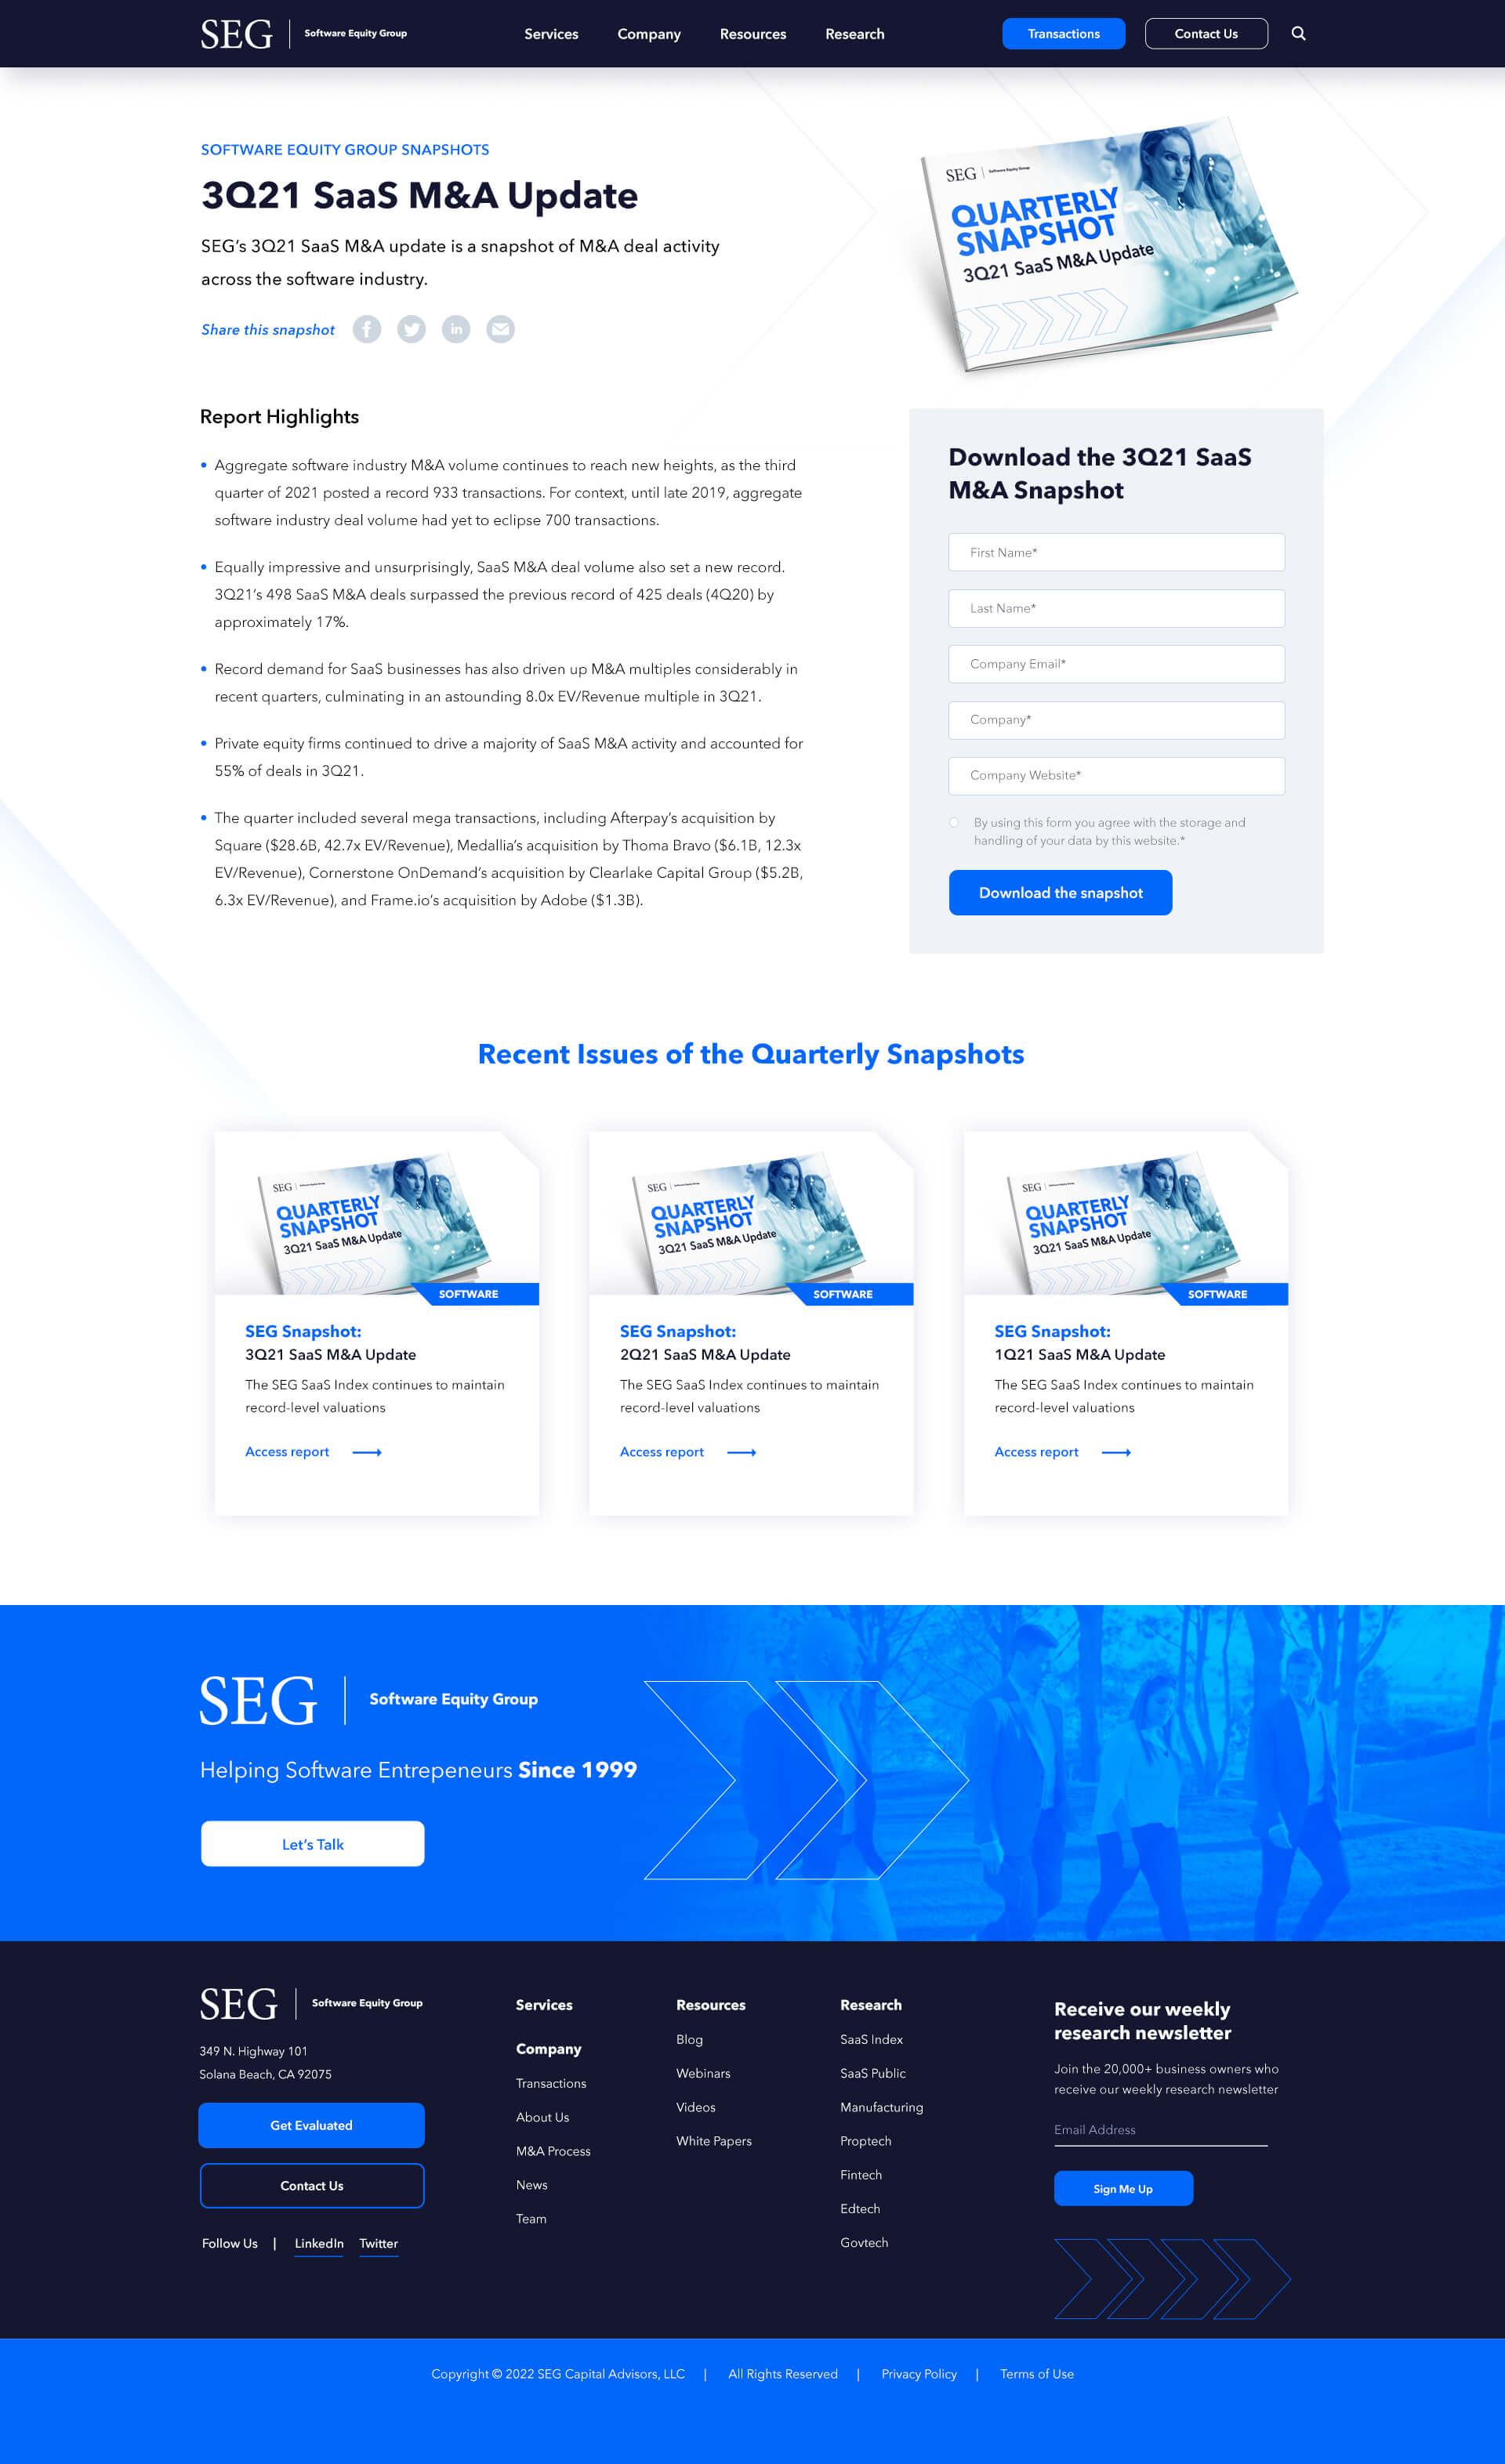 SEG | Software Equity Group
Services
Company
Resources
Research
Transactions
Contact Us
SOFTWARE EQUITY GROUP SNAPSHOTS
3Q21 SaaS M&A Update
SEG’s 3Q21 SaaS M&A update is a snapshot of M&A deal activity
across the software industry.
Share this snapshot
SEG | Software Equity Group
QUARTERLY
SNAPSHOT
3Q21 SaaS M&A Update
Report Highlights
• Aggregate software industry M&A volume continues to reach new heights, as the third
quarter of 2021 posted a record 933 transactions. For context, until late 2019, aggregate
software industry deal volume had yet to eclipse 700 transactions.
• Equally impressive and unsurprisingly, SaaS M&A deal volume also set a new record.
3Q21’s 498 SaaS M&A deals surpassed the previous record of 425 deals (4Q20) by
approximately 17%.
• Record demand for SaaS businesses has also driven up M&A multiples considerably in
recent quarters, culminating in an astounding 8.0x EV/Revenue multiple in 3Q21.
• Private equity firms continued to drive a majority of SaaS M&A activity and accounted for
55% of deals in 3Q21.
• The quarter included several mega transactions, including Afterpay’s acquisition by
Square ($28.6B, 42.7x EV/Revenue), Medallia’s acquisition by Thoma Bravo ($6.1B, 12.3x
EV/Revenue), Cornerstone OnDemand’s acquisition by Clearlake Capital Group ($5.2B,
6.3x EV/Revenue), and Frame.io’s acquisition by Adobe ($1.3B).
Download the 3Q21 SaaS
M&A Snapshot
First Name*
Last Name*
Company Email*
Company*
Company Website*
By using this form you agree with the storage and
handling of your data by this website.*
Download the snapshot
Recent Issues of the Quarterly Snapshots
SEG
QUARTERLY
SNAPSHOT
3Q21 SaaS M&A Update
SOFTWARE
SEG Snapshot:
3Q21 SaaS M&A Update
The SEG SaaS Index continues to maintain
record-level valuations
Access report
SEG
QUARTERLY
SNAPSHOT
3Q21 SaaS M&A Update
SOFTWARE
SEG Snapshot:
2Q21 SaaS M&A Update
The SEG SaaS Index continues to maintain
record-level valuations
Access report
SEG
QUARTERLY
SNAPSHOT
3Q21 SaaS M&A Update
SOFTWARE
SEG Snapshot:
1Q21 SaaS M&A Update
The SEG SaaS Index continues to maintain
record-level valuations
Access report
SEG | Software Equity Group
Helping Software Entrepeneurs Since 1999
Let’s Talk
SEG | Software Equity Group
349 N. Highway 101
Solana Beach, CA 92075
Get Evaluated
Contact Us
Follow Us | LinkedIn Twitter
Services
Company
Transactions
About Us
M&A Process
News
Team
Resources
Blog
Webinars
Videos
White Papers
Research
SaaS Index
SaaS Public
Manufacturing
Proptech
Fintech
Edtech
Govtech
Receive our weekly
research newsletter
Join the 20,000+ business owners who
receive our weekly research newsletter
Email Address
Sign Me Up
Copyright © 2022 SEG Capital Advisors, LLC | All Rights Reserved | Privacy Policy | Terms of Use